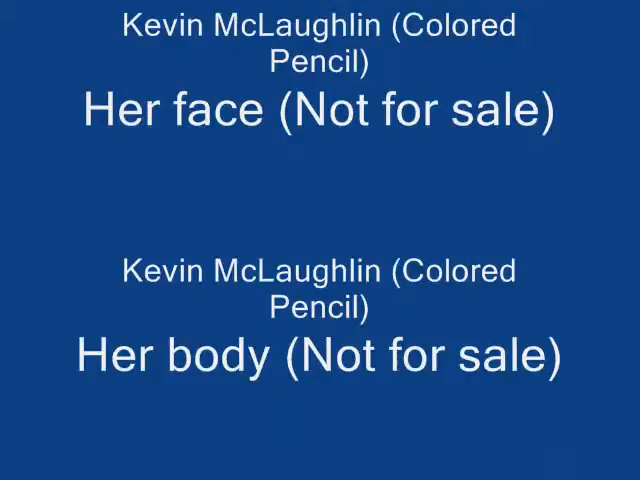 Kevin McLaughlin (Colored
Pencil)
Her face (Not for sale)
Kevin McLaughlin (Colored
Pencil)
Her body (Not for sale)